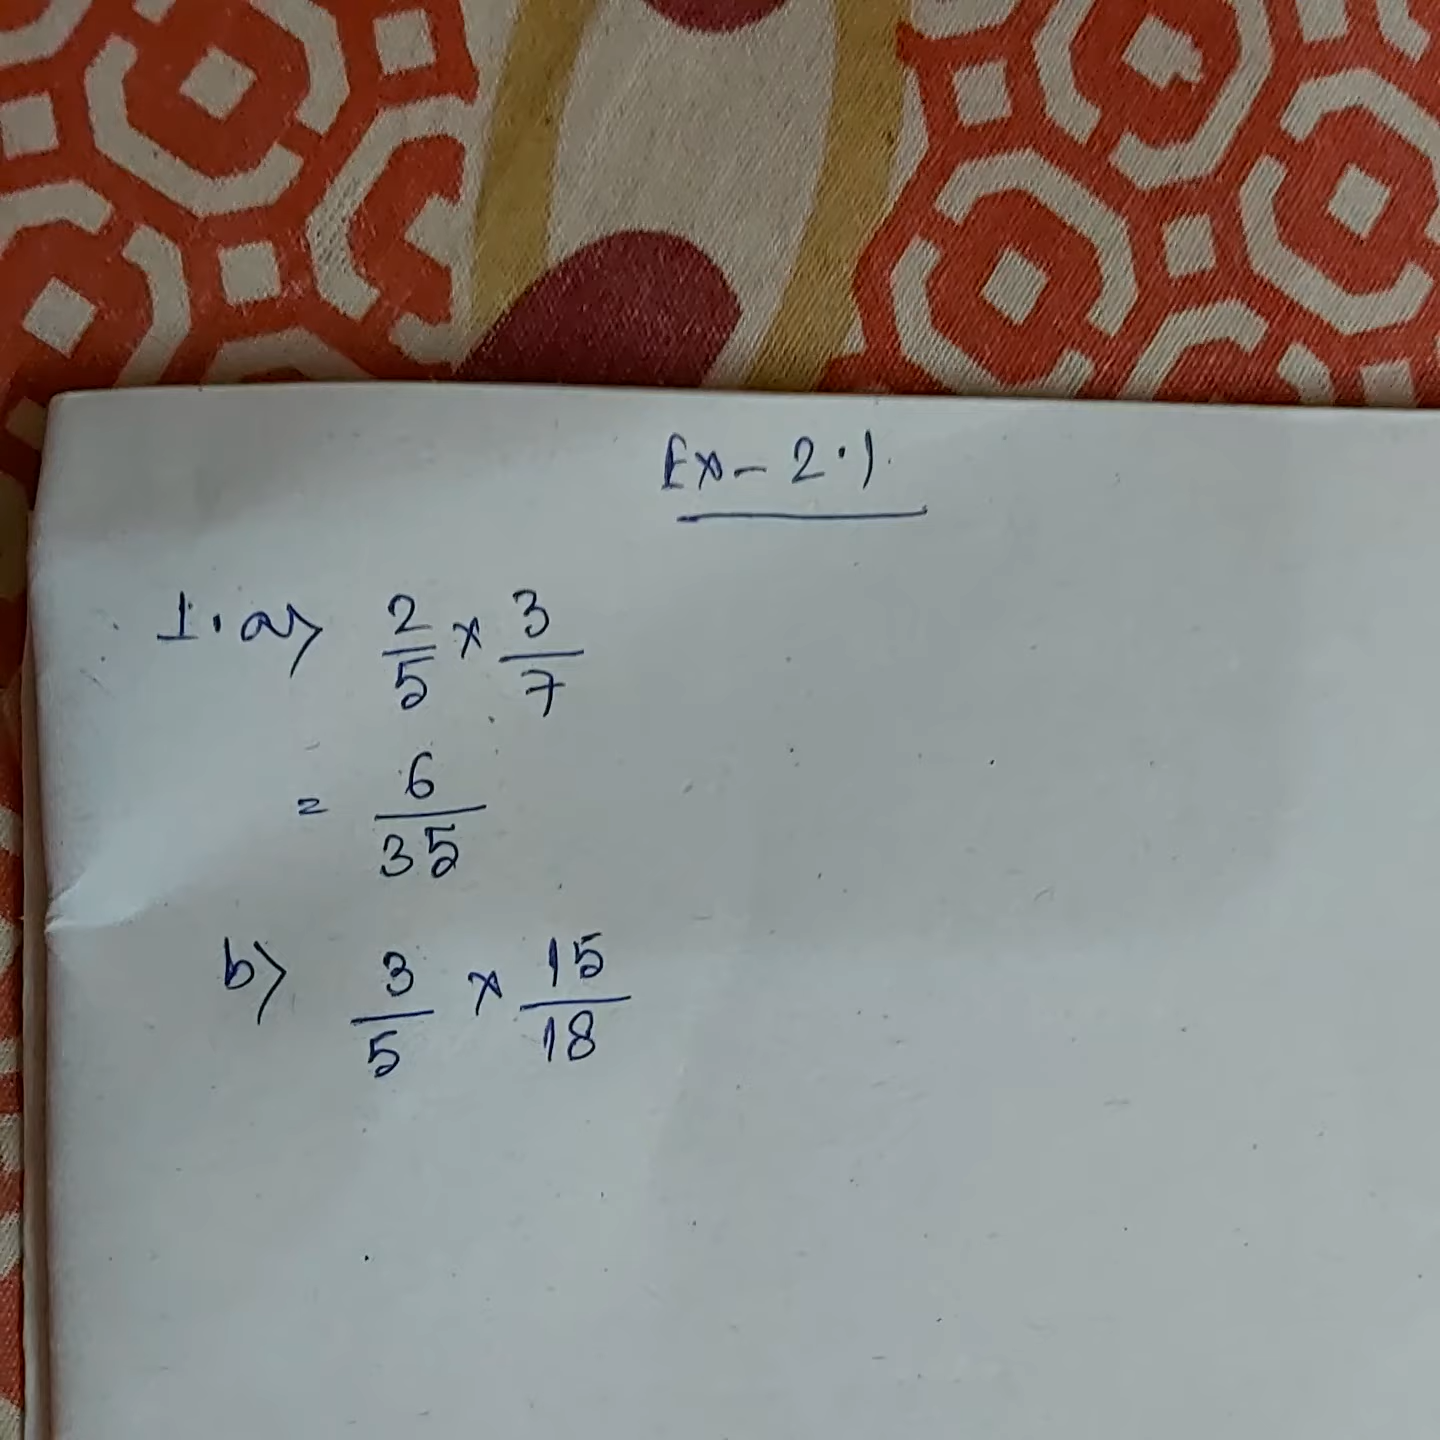 Ex - 2.1
1. a) 2/5 × 3/7
= 6/35
b) 3/5 × 15/18